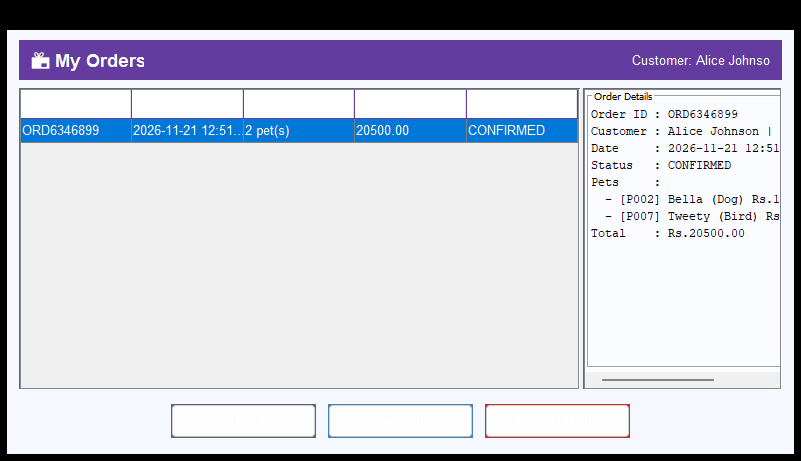 My Orders
Customer: Alice Johnso
ORD6346899 2026-11-21 12:51... 2 pet(s) 20500.00 CONFIRMED
Order Details
Order ID : ORD6346899
Customer : Alice Johnson |
Date : 2026-11-21 12:51
Status : CONFIRMED
Pets :
- [P002] Bella (Dog) Rs.1
- [P007] Tweety (Bird) Rs
Total : Rs.20500.00